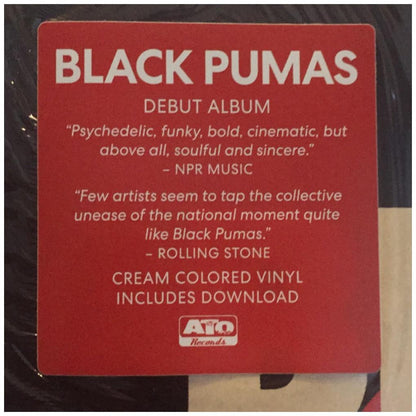 BLACK PUMAS
DEBUT ALBUM
“Psychedelic, funky, bold, cinematic, but
above all, soulful and sincere.”
– NPR MUSIC
“Few artists seem to tap the collective
unease of the national moment quite
like Black Pumas.”
– ROLLING STONE
CREAM COLORED VINYL
INCLUDES DOWNLOAD
ATO
Records